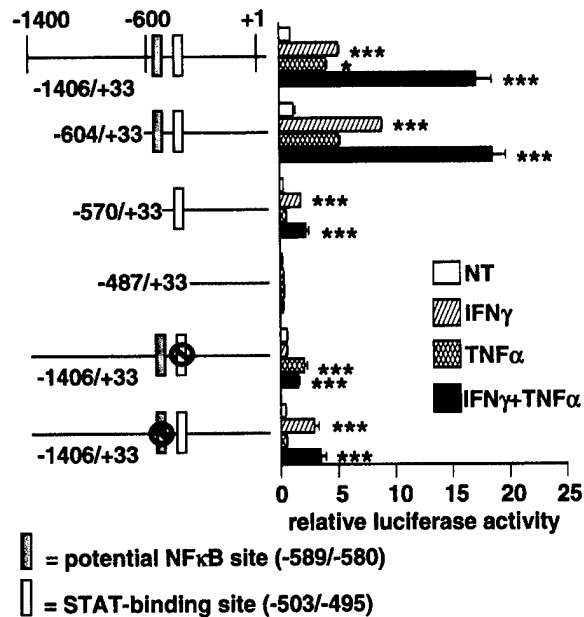 -1400 -600 +1
***
*
-1406/+33 ***
***
-604/+33
***
***
-570/+33
***
-487/+33
NT
IFNγ
TNFα
IFNγ+TNFα
***
-1406/+33 ***
***
-1406/+33 ***
0 5 10 15 20 25
relative luciferase activity
= potential NFκB site (-589/-580)
= STAT-binding site (-503/-495)